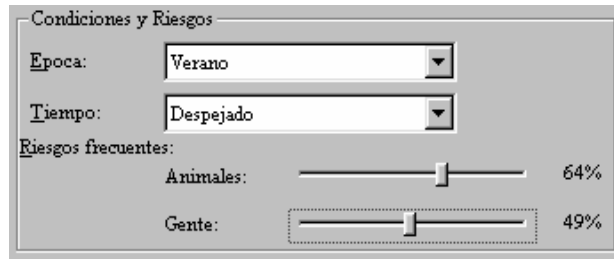 Condiciones y Riesgos
Epoca: Verano
Tiempo: Despejado
Riesgos frecuentes:
Animales: 64%
Gente: 49%